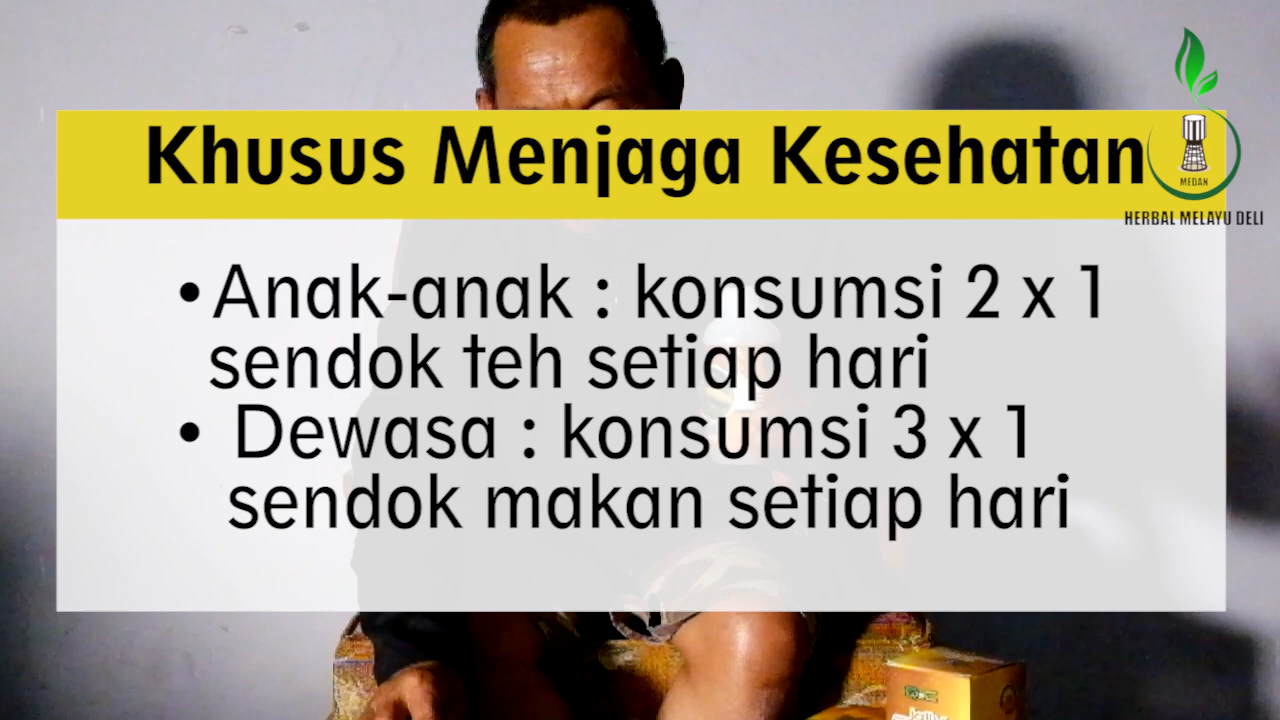 Khusus Menjaga Kesehatan
MEDAN
HERBAL MELAYU DELI
•Anak-anak : konsumsi 2 x 1
sendok teh setiap hari
• Dewasa : konsumsi 3 x 1
sendok makan setiap hari